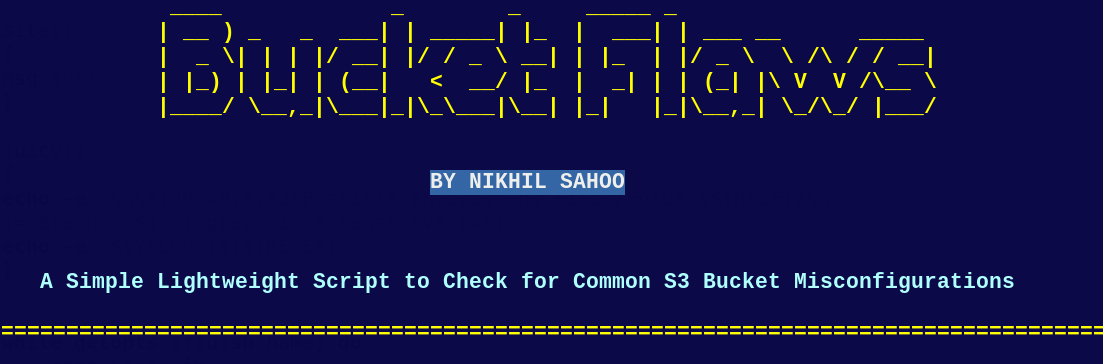 Bucket Flaws
BY NIKHIL SAHOO
A Simple Lightweight Script to Check for Common S3 Bucket Misconfigurations